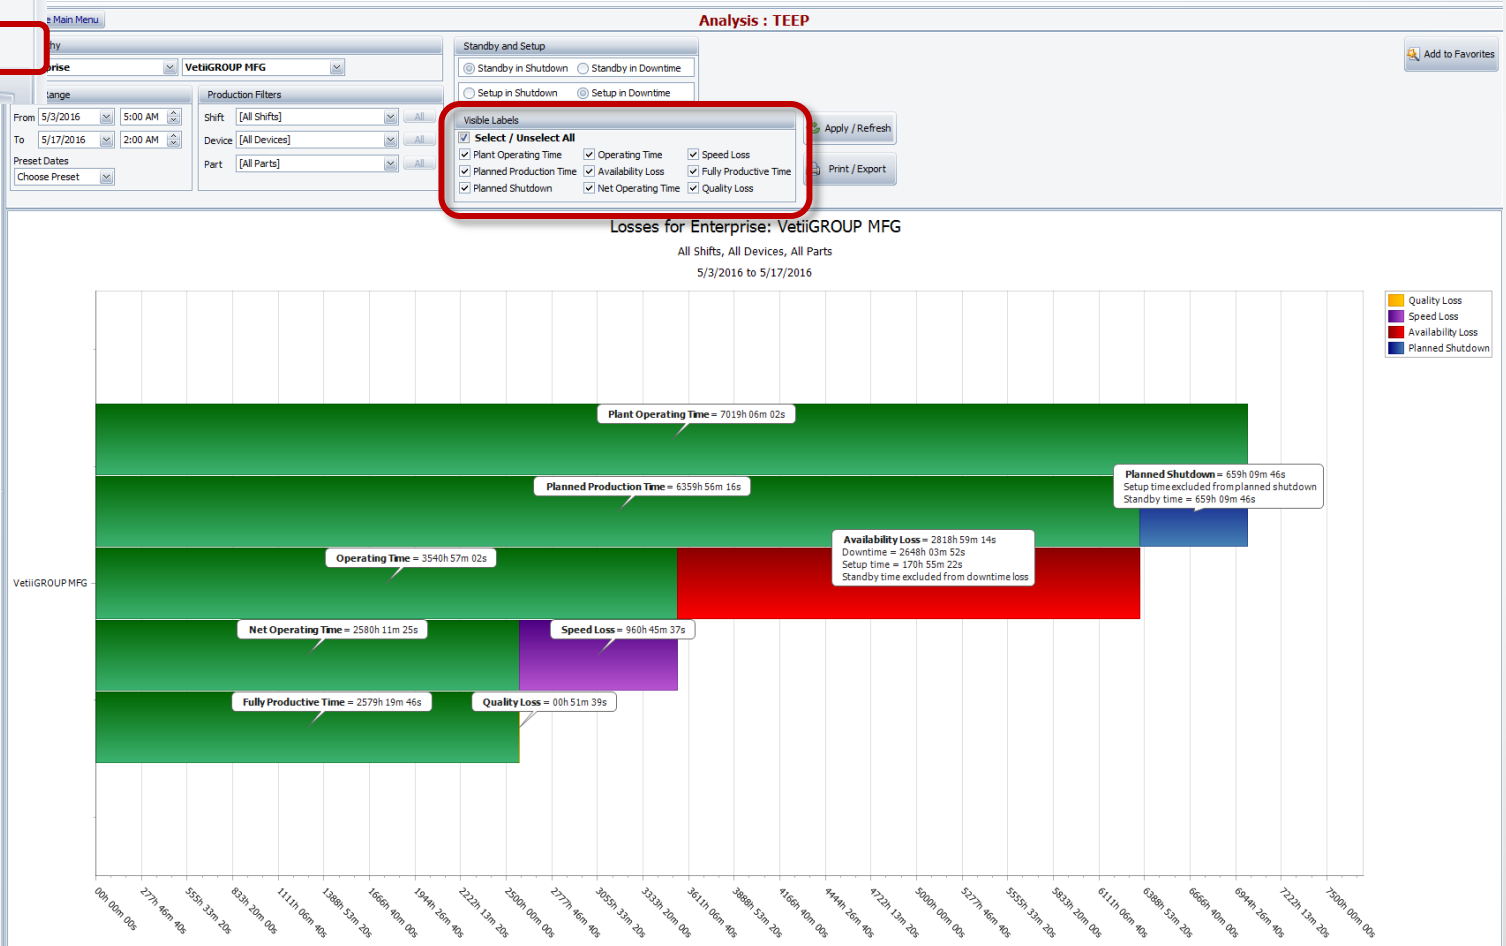 e Main Menu
Analysis : TEEP
hy
prise
VetiiGROUP MFG
Standby and Setup
Standby in Shutdown
Standby in Downtime
Setup in Shutdown
Setup in Downtime
Add to Favorites
Range
From 5/3/2016 5:00 AM
To 5/17/2016 2:00 AM
Preset Dates
Choose Preset
Production Filters
Shift [All Shifts] All
Device [All Devices] All
Part [All Parts] All
Visible Labels
Select / Unselect All
Plant Operating Time Operating Time Speed Loss
Planned Production Time Availability Loss Fully Productive Time
Planned Shutdown Net Operating Time Quality Loss
Apply / Refresh
Print / Export
Losses for Enterprise: VetiiGROUP MFG
All Shifts, All Devices, All Parts
5/3/2016 to 5/17/2016
Quality Loss
Speed Loss
Availability Loss
Planned Shutdown
Plant Operating Time = 7019h 06m 02s
Planned Production Time = 6359h 56m 16s
Planned Shutdown = 659h 09m 46s
Setup time excluded from planned shutdown
Standby time = 659h 09m 46s
Operating Time = 3540h 57m 02s
Availability Loss = 2818h 59m 14s
Downtime = 2648h 03m 52s
Setup time = 170h 55m 22s
Standby time excluded from downtime loss
VetiiGROUP MFG
Net Operating Time = 2580h 11m 25s
Speed Loss = 960h 45m 37s
Fully Productive Time = 2579h 19m 46s
Quality Loss = 00h 51m 39s
00h 00m 00s
277h 46m 40s
555h 33m 20s
833h 20m 00s
1111h 06m 40s
1388h 53m 20s
1666h 40m 00s
1944h 26m 40s
2222h 13m 20s
2500h 00m 00s
2777h 46m 40s
3055h 33m 20s
3333h 20m 00s
3611h 06m 40s
3888h 53m 20s
4166h 40m 00s
4444h 26m 40s
4722h 13m 20s
5000h 00m 00s
5277h 46m 40s
5555h 33m 20s
5833h 20m 00s
6111h 06m 40s
6388h 53m 20s
6666h 40m 00s
6944h 26m 40s
7222h 13m 20s
7500h 00m 00s